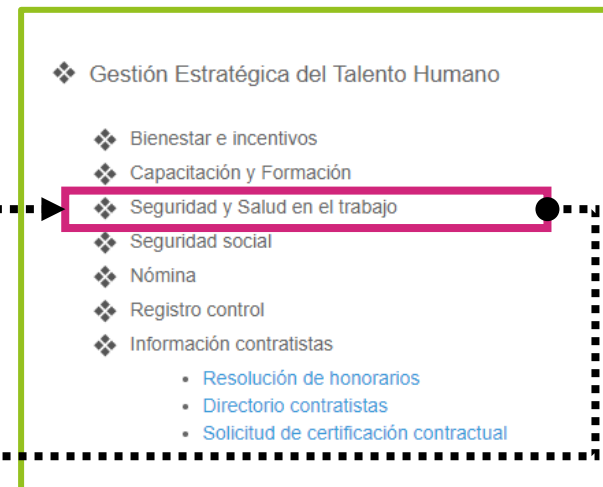 Gestión Estratégica del Talento Humano
Bienestar e incentivos
Capacitación y Formación
Seguridad y Salud en el trabajo
Seguridad social
Nómina
Registro control
Información contratistas
Resolución de honorarios
Directorio contratistas
Solicitud de certificación contractual